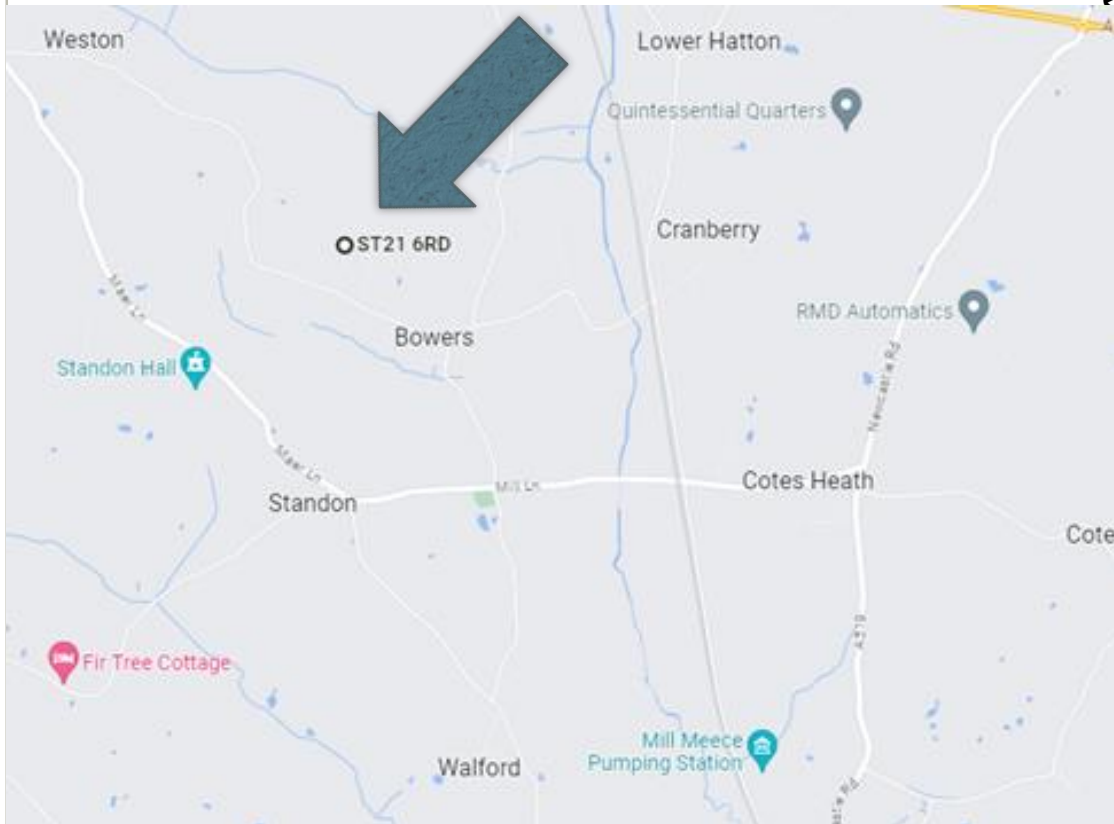 Weston
Lower Hatton
Quintessential Quarters
Cranberry
ST21 6RD
Maer Ln
RMD Automatics
Bowers
Standon Hall
Newcastle Rd
Maer Ln
Mill Ln
Cotes Heath
Standon
Cote
A519
Fir Tree Cottage
Mill Meece
Pumping Station
Walford